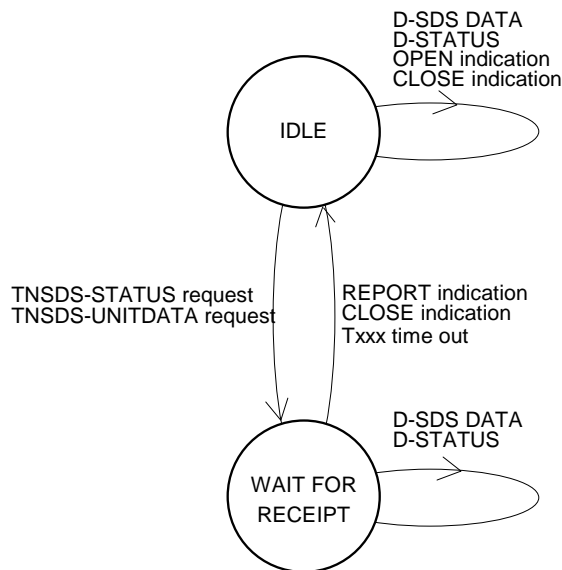 D-SDS DATA
D-STATUS
OPEN indication
CLOSE indication
IDLE
TNSDS-STATUS request
TNSDS-UNITDATA request
REPORT indication
CLOSE indication
Txxx time out
D-SDS DATA
D-STATUS
WAIT FOR
RECEIPT